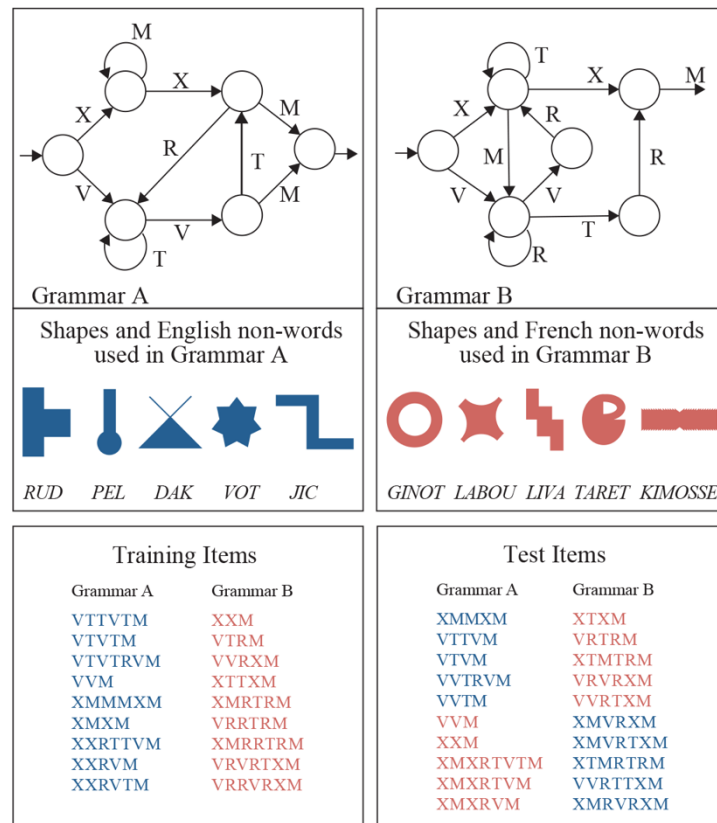 M
X
X
M
R
T
V
M
V
T
Grammar A
T
X
M
X
R
M
R
V
V
T
R
Grammar B
Shapes and English non-words
used in Grammar A
RUD PEL DAK VOT JIC
Shapes and French non-words
used in Grammar B
GINOT LABOU LIVA TARET KIMOSSE
Training Items
Grammar A Grammar B
VTTVTM XXM
VTVTM VTRM
VTVTRVM VVRXM
VVM XTTXM
XMMMXM XMRTRM
XMXM VRRTRM
XXRTTVM XMRRTRM
XXRVM VRVRTXM
XXRVTM VRRVRXM
Test Items
Grammar A Grammar B
XMMXM XTXM
VTTVM VRTRM
VTVM XTMTRM
VVTRVM VRVRXM
VVTM VVRTXM
VVM XMVRXM
XXM XMVRTXM
XMXRTVTM XTMRTRM
XMXRTVM VVRTTXM
XMXRVM XMRVRXM